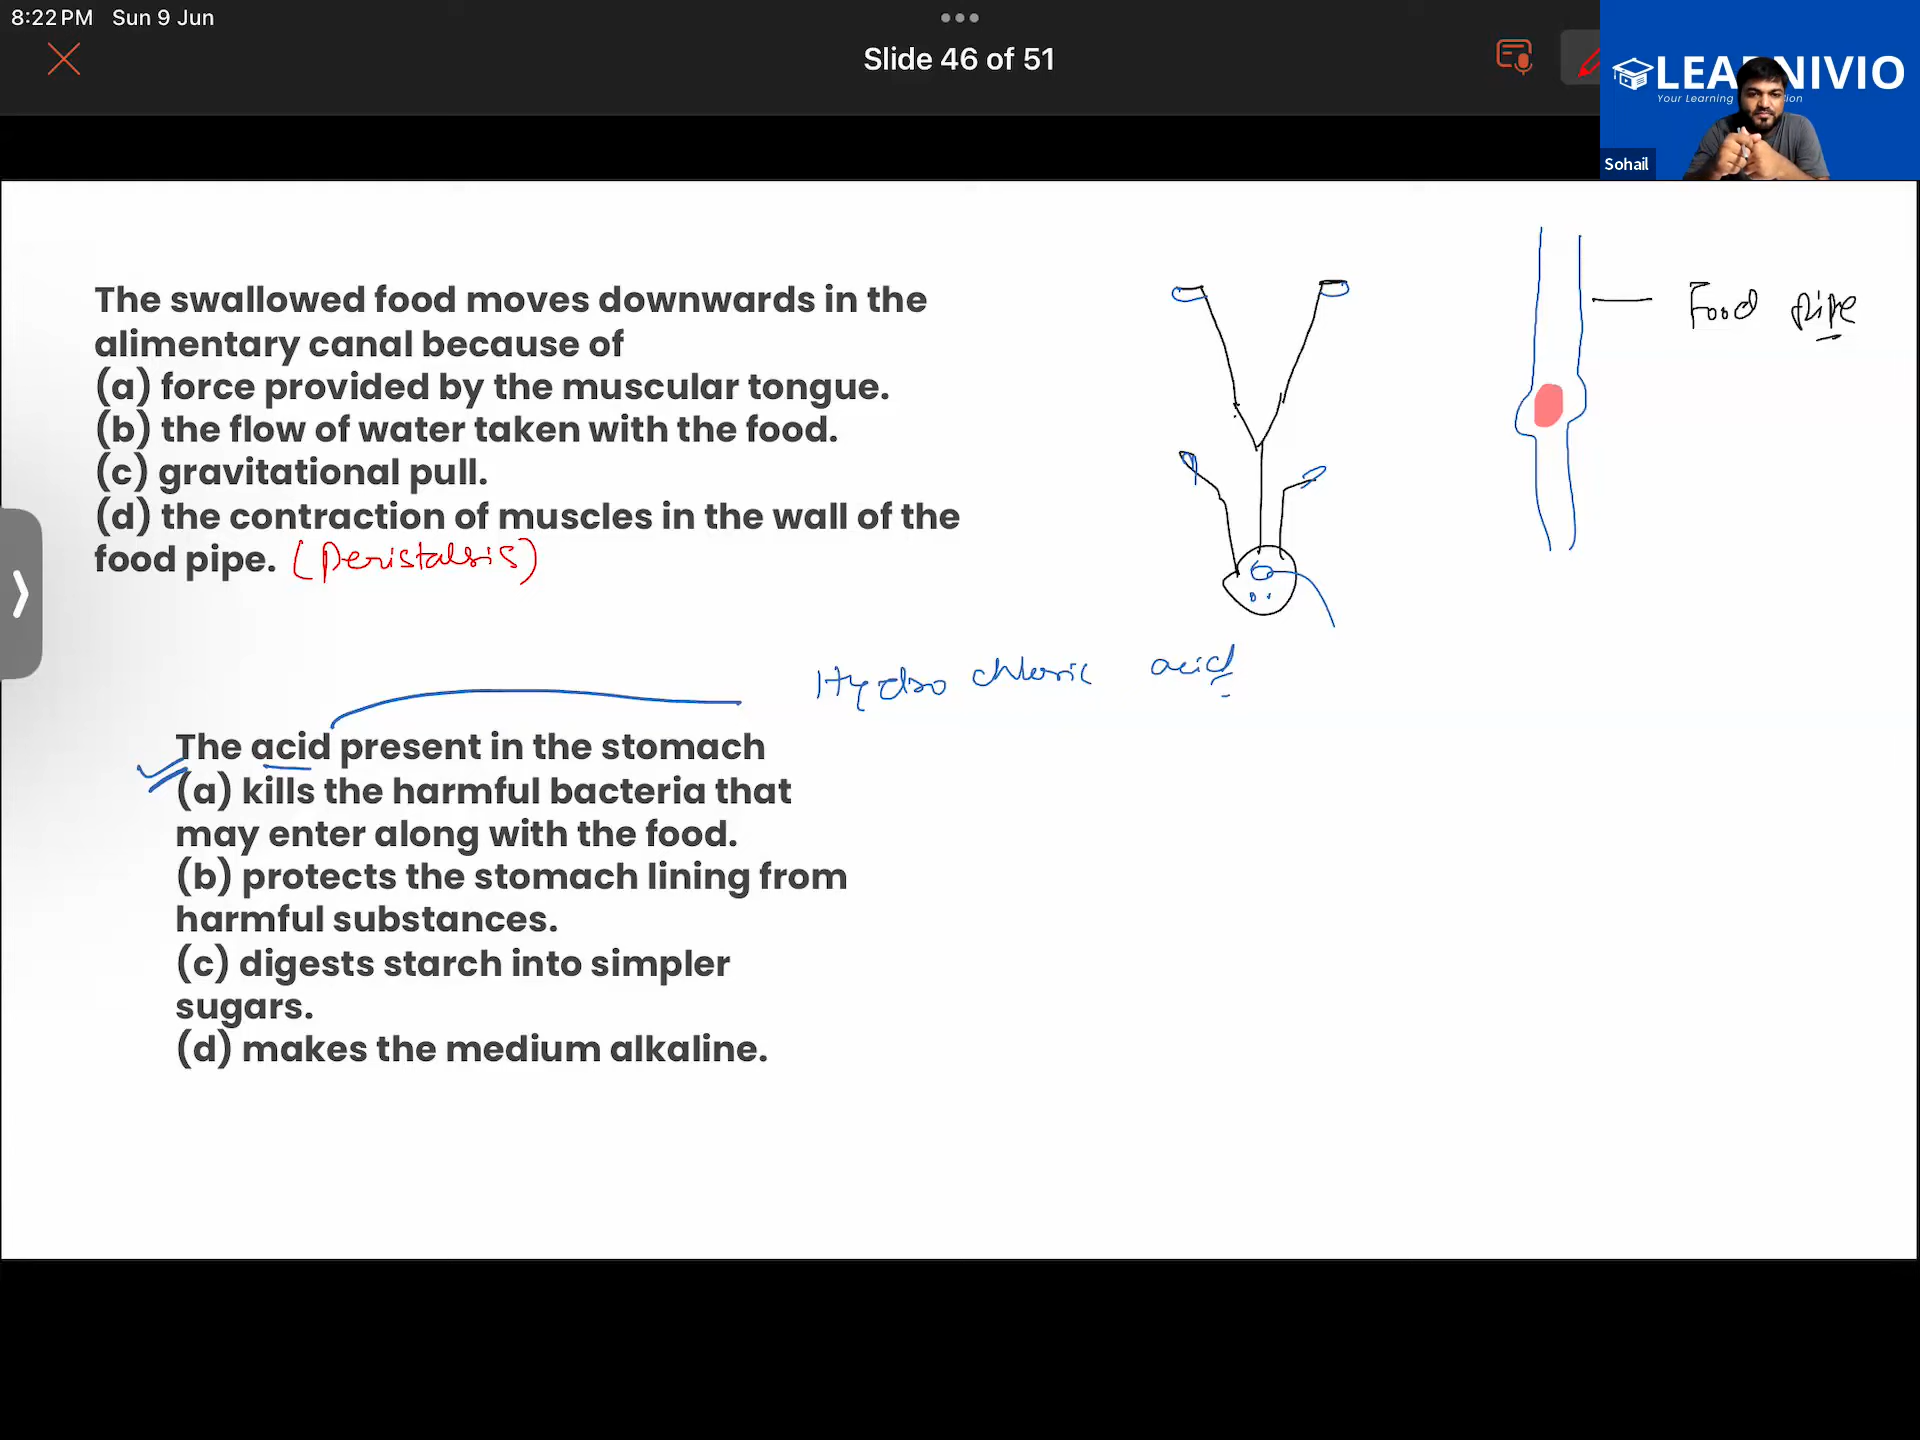 8:22 PM Sun 9 Jun
Slide 46 of 51
LEARNIVIO
Your Learning
Sohail
The swallowed food moves downwards in the
alimentary canal because of
(a) force provided by the muscular tongue.
(b) the flow of water taken with the food.
(c) gravitational pull.
(d) the contraction of muscles in the wall of the
food pipe. (Peristalsis)
Food pipe
Hydrochloric acid
The acid present in the stomach
(a) kills the harmful bacteria that
may enter along with the food.
(b) protects the stomach lining from
harmful substances.
(c) digests starch into simpler
sugars.
(d) makes the medium alkaline.